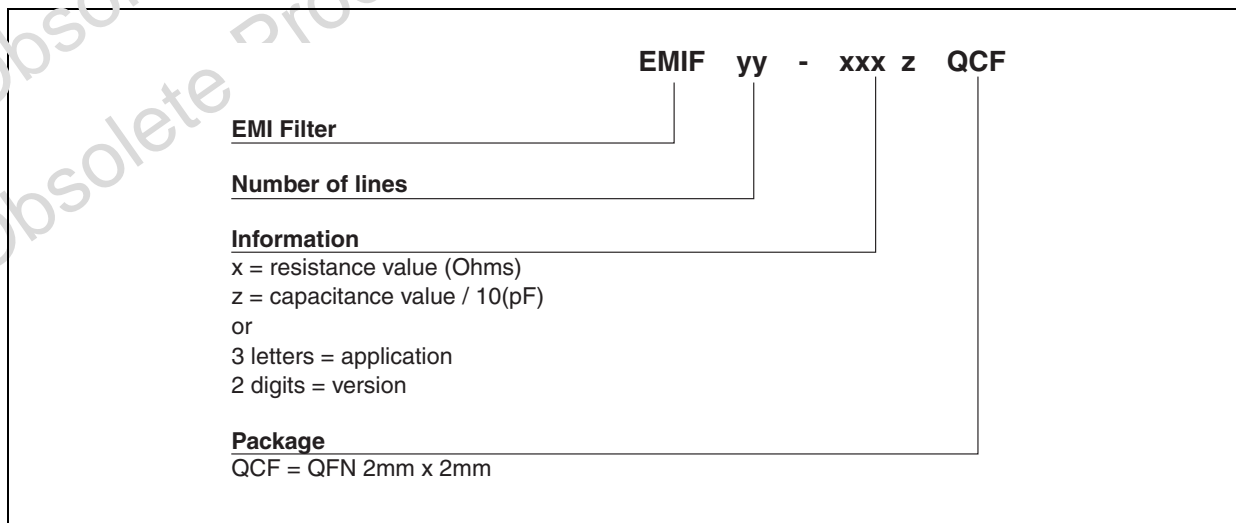 EMIF yy - xxx z QCF
EMI Filter
Number of lines
Information
x = resistance value (Ohms)
z = capacitance value / 10(pF)
or
3 letters = application
2 digits = version
Package
QCF = QFN 2mm x 2mm
Obsolete